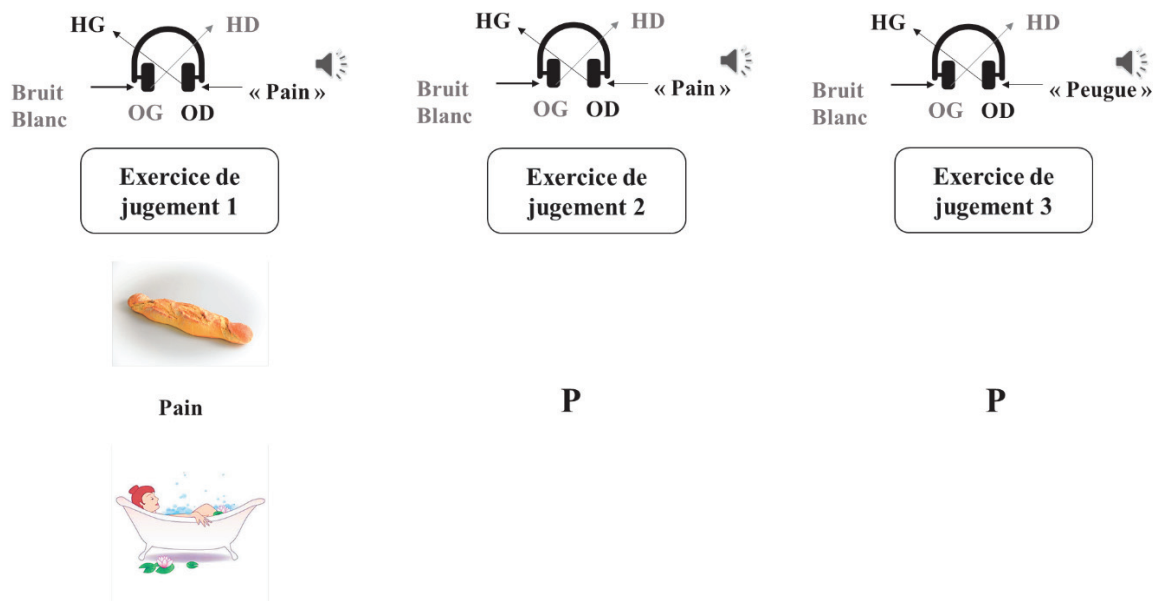 HG HD
Bruit Blanc
« Pain »
OG OD
Exercice de
jugement 1
Pain
HG HD
Bruit Blanc
« Pain »
OG OD
Exercice de
jugement 2
P
HG HD
Bruit Blanc
« Peugue »
OG OD
Exercice de
jugement 3
P